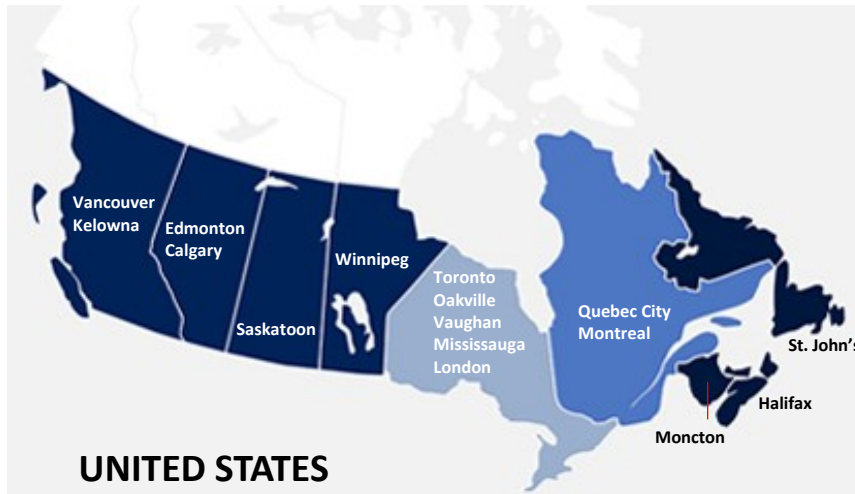 Vancouver
Kelowna
Edmonton
Calgary
Saskatoon
Winnipeg
Toronto
Oakville
Vaughan
Mississauga
London
Quebec City
Montreal
St. John's
Halifax
Moncton
UNITED STATES